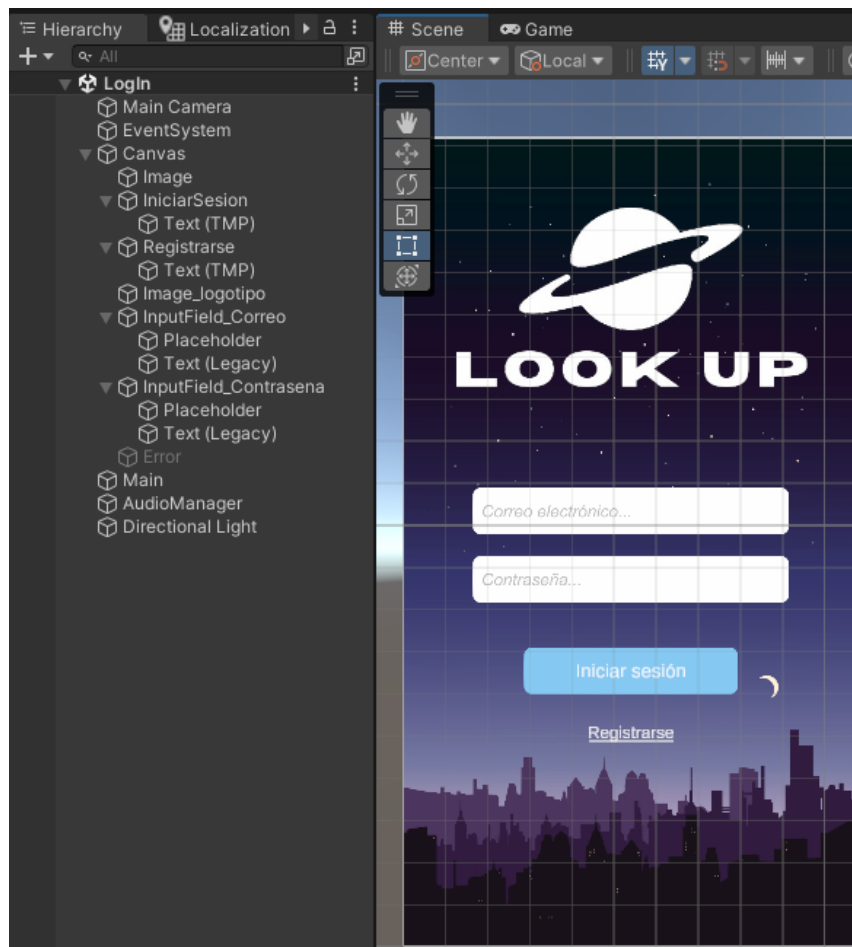 Hierarchy
Localization
Scene
Game
All
Center
Local
LogIn
Main Camera
EventSystem
Canvas
Image
IniciarSesion
Text (TMP)
Registrarse
Text (TMP)
Image_logotipo
InputField_Correo
Placeholder
Text (Legacy)
InputField_Contrasena
Placeholder
Text (Legacy)
Error
Main
AudioManager
Directional Light
LOOK UP
Correo electrónico...
Contraseña...
Iniciar sesión
Registrarse